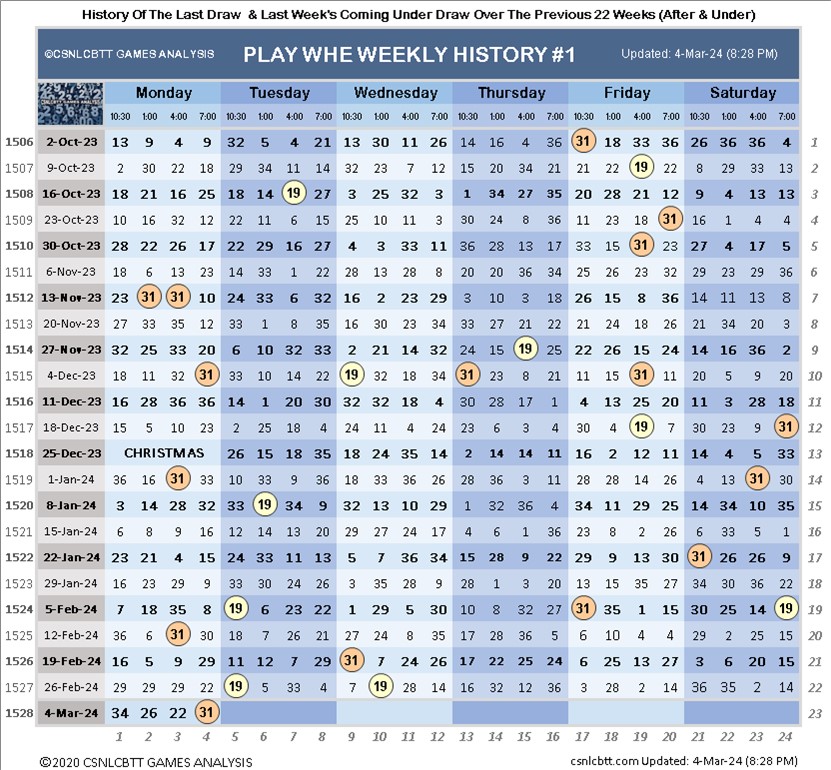 History Of The Last Draw & Last Week's Coming Under Draw Over The Previous 22 Weeks (After & Under)
©CSNLCBTT GAMES ANALYSIS PLAY WHE WEEKLY HISTORY #1 Updated: 4-Mar-24 (8:28 PM)
Monday Tuesday Wednesday Thursday Friday Saturday
10:30 1:00 4:00 7:00 10:30 1:00 4:00 7:00 10:30 1:00 4:00 7:00 10:30 1:00 4:00 7:00 10:30 1:00 4:00 7:00 10:30 1:00 4:00 7:00
1506 2-Oct-23 13 9 4 9 32 5 4 21 13 30 11 26 14 16 4 36 31 18 33 36 26 36 36 4 1
1507 9-Oct-23 2 30 22 18 29 34 11 14 32 23 7 12 15 20 34 21 21 22 19 22 8 29 33 13 2
1508 16-Oct-23 18 21 16 25 18 14 19 27 3 25 32 3 1 34 27 35 20 28 21 12 9 4 13 13 3
1509 23-Oct-23 10 16 32 12 22 11 6 15 25 10 11 3 30 24 8 36 11 23 18 31 16 1 4 4 4
1510 30-Oct-23 28 22 26 17 22 29 16 27 4 3 33 11 36 28 13 17 33 15 31 23 27 4 17 5 5
1511 6-Nov-23 18 6 13 23 14 33 1 22 28 13 28 8 20 20 36 34 25 26 23 32 29 23 29 36 6
1512 13-Nov-23 23 31 31 10 24 33 6 32 16 2 23 29 3 10 3 18 26 15 8 36 14 11 13 8 7
1513 20-Nov-23 27 33 35 12 33 1 8 35 16 30 23 34 33 27 21 22 21 24 18 26 21 34 20 3 8
1514 27-Nov-23 32 25 33 20 6 10 32 33 2 21 14 32 24 15 19 25 22 26 15 24 14 16 36 2 9
1515 4-Dec-23 18 11 32 31 33 10 14 22 19 32 18 34 31 23 9 21 11 15 31 11 20 5 9 20 10
1516 11-Dec-23 16 28 36 36 14 1 20 30 32 32 18 4 30 28 17 1 4 13 25 20 11 3 28 18 11
1517 18-Dec-23 15 5 10 23 2 25 18 4 24 11 4 24 23 6 3 4 30 4 19 7 30 23 9 31 12
1518 25-Dec-23 CHRISTMAS 26 15 18 35 18 24 35 14 2 14 14 11 16 2 12 11 14 4 5 33 13
1519 1-Jan-24 36 16 31 33 10 33 9 36 18 33 36 26 28 36 3 11 28 28 14 26 24 4 31 30 14
1520 8-Jan-24 3 14 28 32 33 19 34 9 32 13 10 29 1 32 36 4 34 11 29 25 14 34 10 35 15
1521 15-Jan-24 6 8 9 16 12 14 13 12 29 27 24 17 4 6 1 36 23 8 2 26 6 33 5 1 16
1522 22-Jan-24 23 21 4 15 24 33 11 13 5 7 36 34 15 28 9 22 29 9 13 30 31 26 26 9 17
1523 29-Jan-24 16 23 29 9 33 30 24 26 3 35 28 9 28 1 3 20 13 15 35 27 34 30 36 22 18
1524 5-Feb-24 7 18 35 8 19 6 23 22 1 29 5 30 10 8 32 27 31 35 1 15 30 25 14 19 19
1525 12-Feb-24 36 6 31 30 18 7 26 21 27 24 8 35 17 28 36 5 6 10 4 4 29 2 25 15 20
1526 19-Feb-24 16 5 9 29 11 12 7 29 31 7 24 26 17 22 25 24 6 25 13 27 3 6 20 15 21
1527 26-Feb-24 29 29 29 22 19 5 33 4 7 19 28 14 16 32 12 36 3 28 2 14 36 35 2 14 22
1528 4-Mar-24 34 26 22 31 23
1 2 3 4 5 6 7 8 9 10 11 12 13 14 15 16 17 18 19 20 21 22 23 24
©2020 CSNLCBTT GAMES ANALYSIS csnlcbtt.com Updated: 4-Mar-24 (8:28 PM)